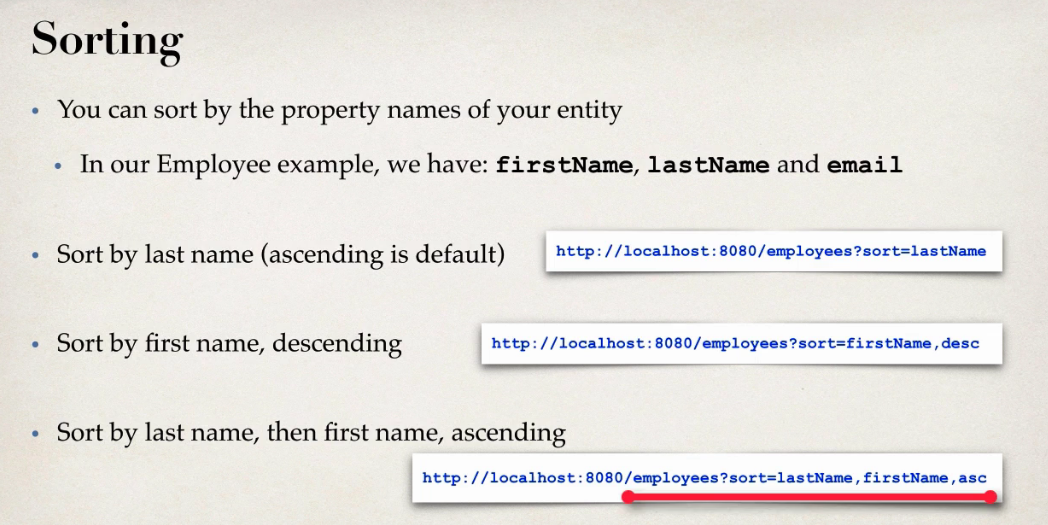 Sorting
• You can sort by the property names of your entity
• In our Employee example, we have: firstName, lastName and email
• Sort by last name (ascending is default)
http://localhost:8080/employees?sort=lastName
• Sort by first name, descending
http://localhost:8080/employees?sort=firstName,desc
• Sort by last name, then first name, ascending
http://localhost:8080/employees?sort=lastName,firstName,asc